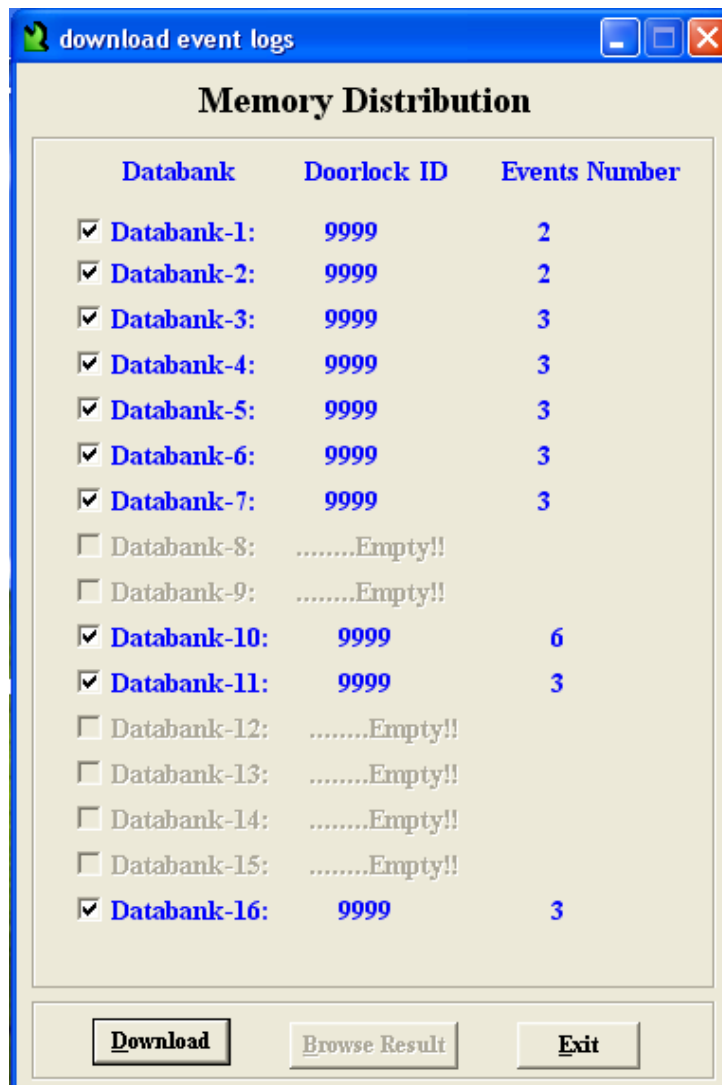 download event logs
Memory Distribution
Databank Doorlock ID Events Number
Databank-1: 9999 2
Databank-2: 9999 2
Databank-3: 9999 3
Databank-4: 9999 3
Databank-5: 9999 3
Databank-6: 9999 3
Databank-7: 9999 3
Databank-8: ........Empty!!
Databank-9: ........Empty!!
Databank-10: 9999 6
Databank-11: 9999 3
Databank-12: ........Empty!!
Databank-13: ........Empty!!
Databank-14: ........Empty!!
Databank-15: ........Empty!!
Databank-16: 9999 3
Download Browse Result Exit